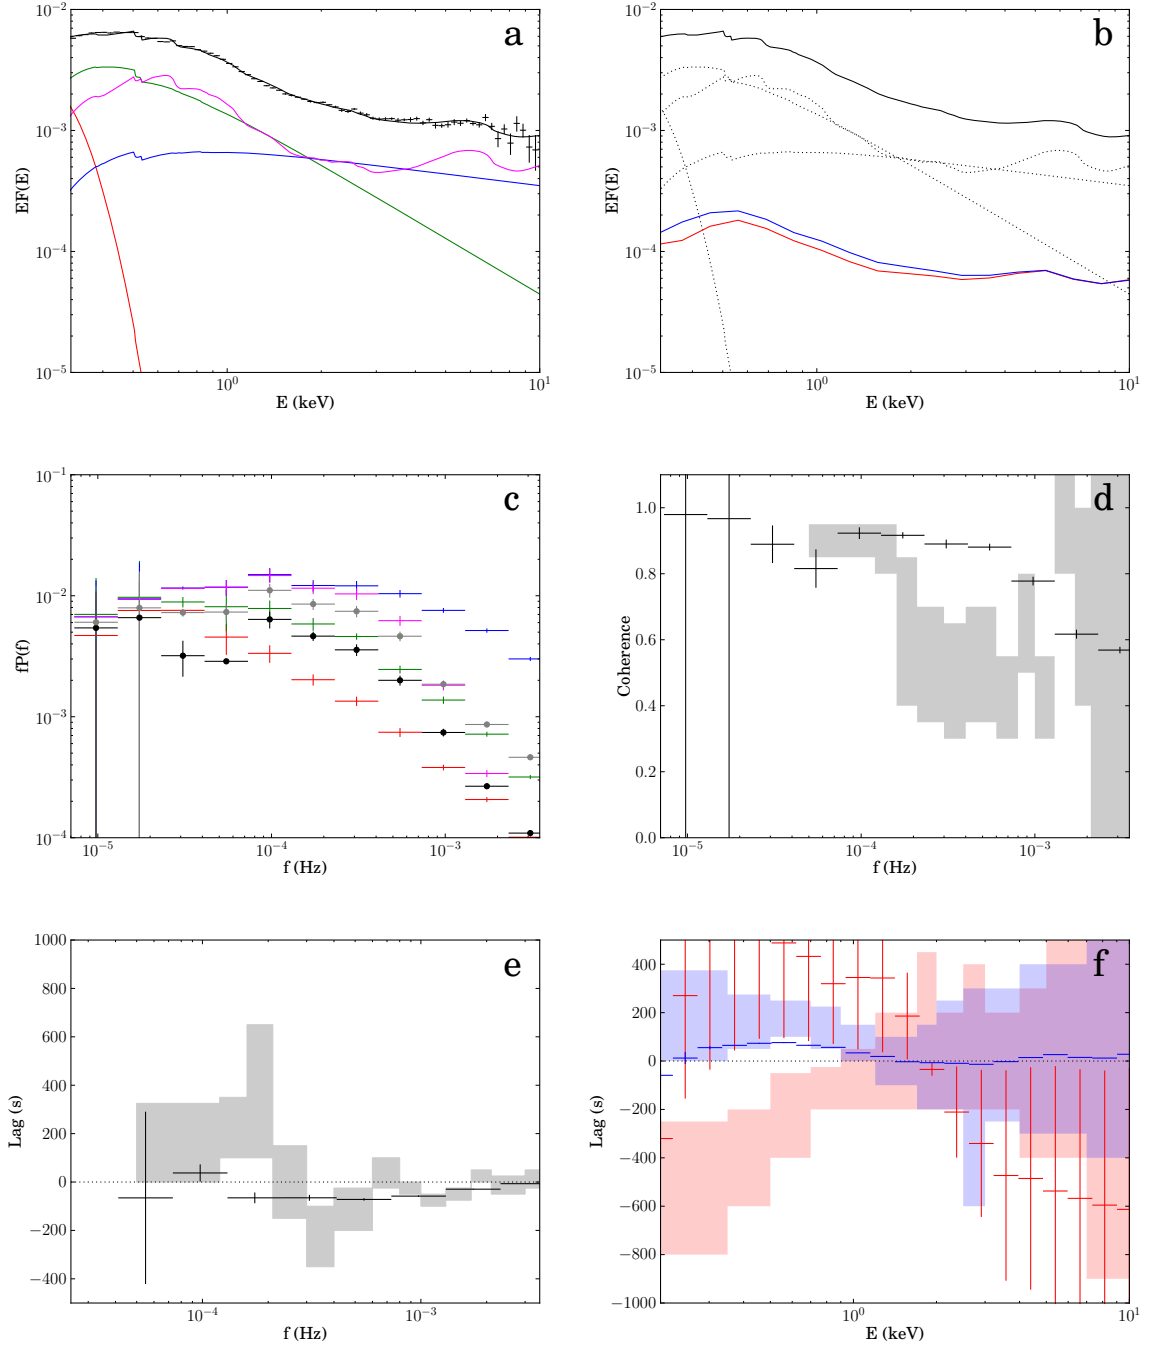 a
10⁻²
10⁻³
10⁻⁴
10⁻⁵
EF(E)
10⁰
10¹
E (keV)
b
10⁻²
10⁻³
10⁻⁴
10⁻⁵
EF(E)
10⁰
10¹
E (keV)
c
10⁻¹
10⁻²
10⁻³
10⁻⁴
fP(f)
10⁻⁵
10⁻⁴
10⁻³
f (Hz)
d
1.0
0.8
0.6
0.4
0.2
0.0
Coherence
10⁻⁵
10⁻⁴
10⁻³
f (Hz)
e
1000
800
600
400
200
0
−200
−400
Lag (s)
10⁻⁴
10⁻³
f (Hz)
f
400
200
0
−200
−400
−600
−800
−1000
Lag (s)
10⁰
10¹
E (keV)